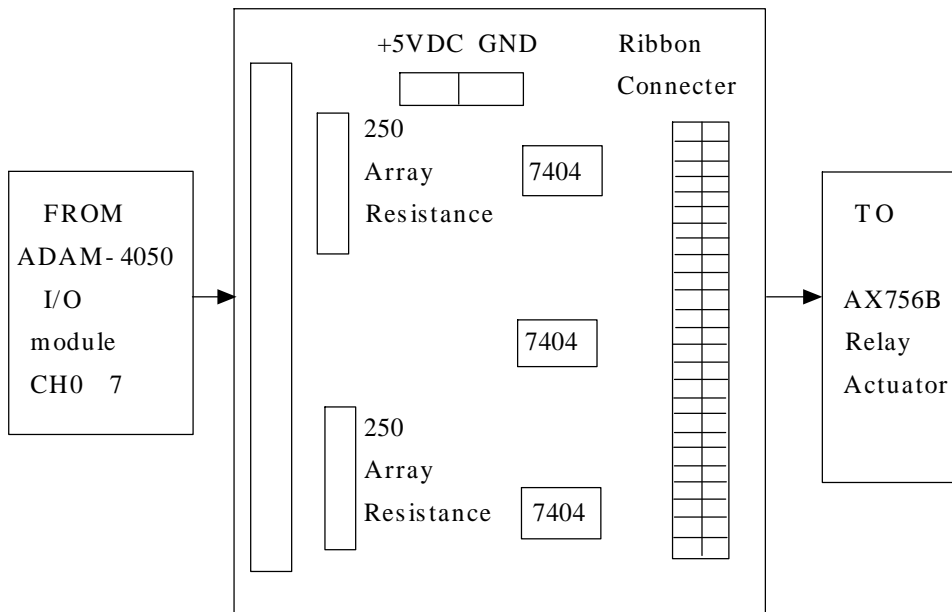 +5VDC GND
Ribbon
Connecter
250
Array
Resistance
7404
FROM
ADAM-4050
I/O
module
CH0 7
7404
250
Array
Resistance
7404
TO
AX756B
Relay
Actuator